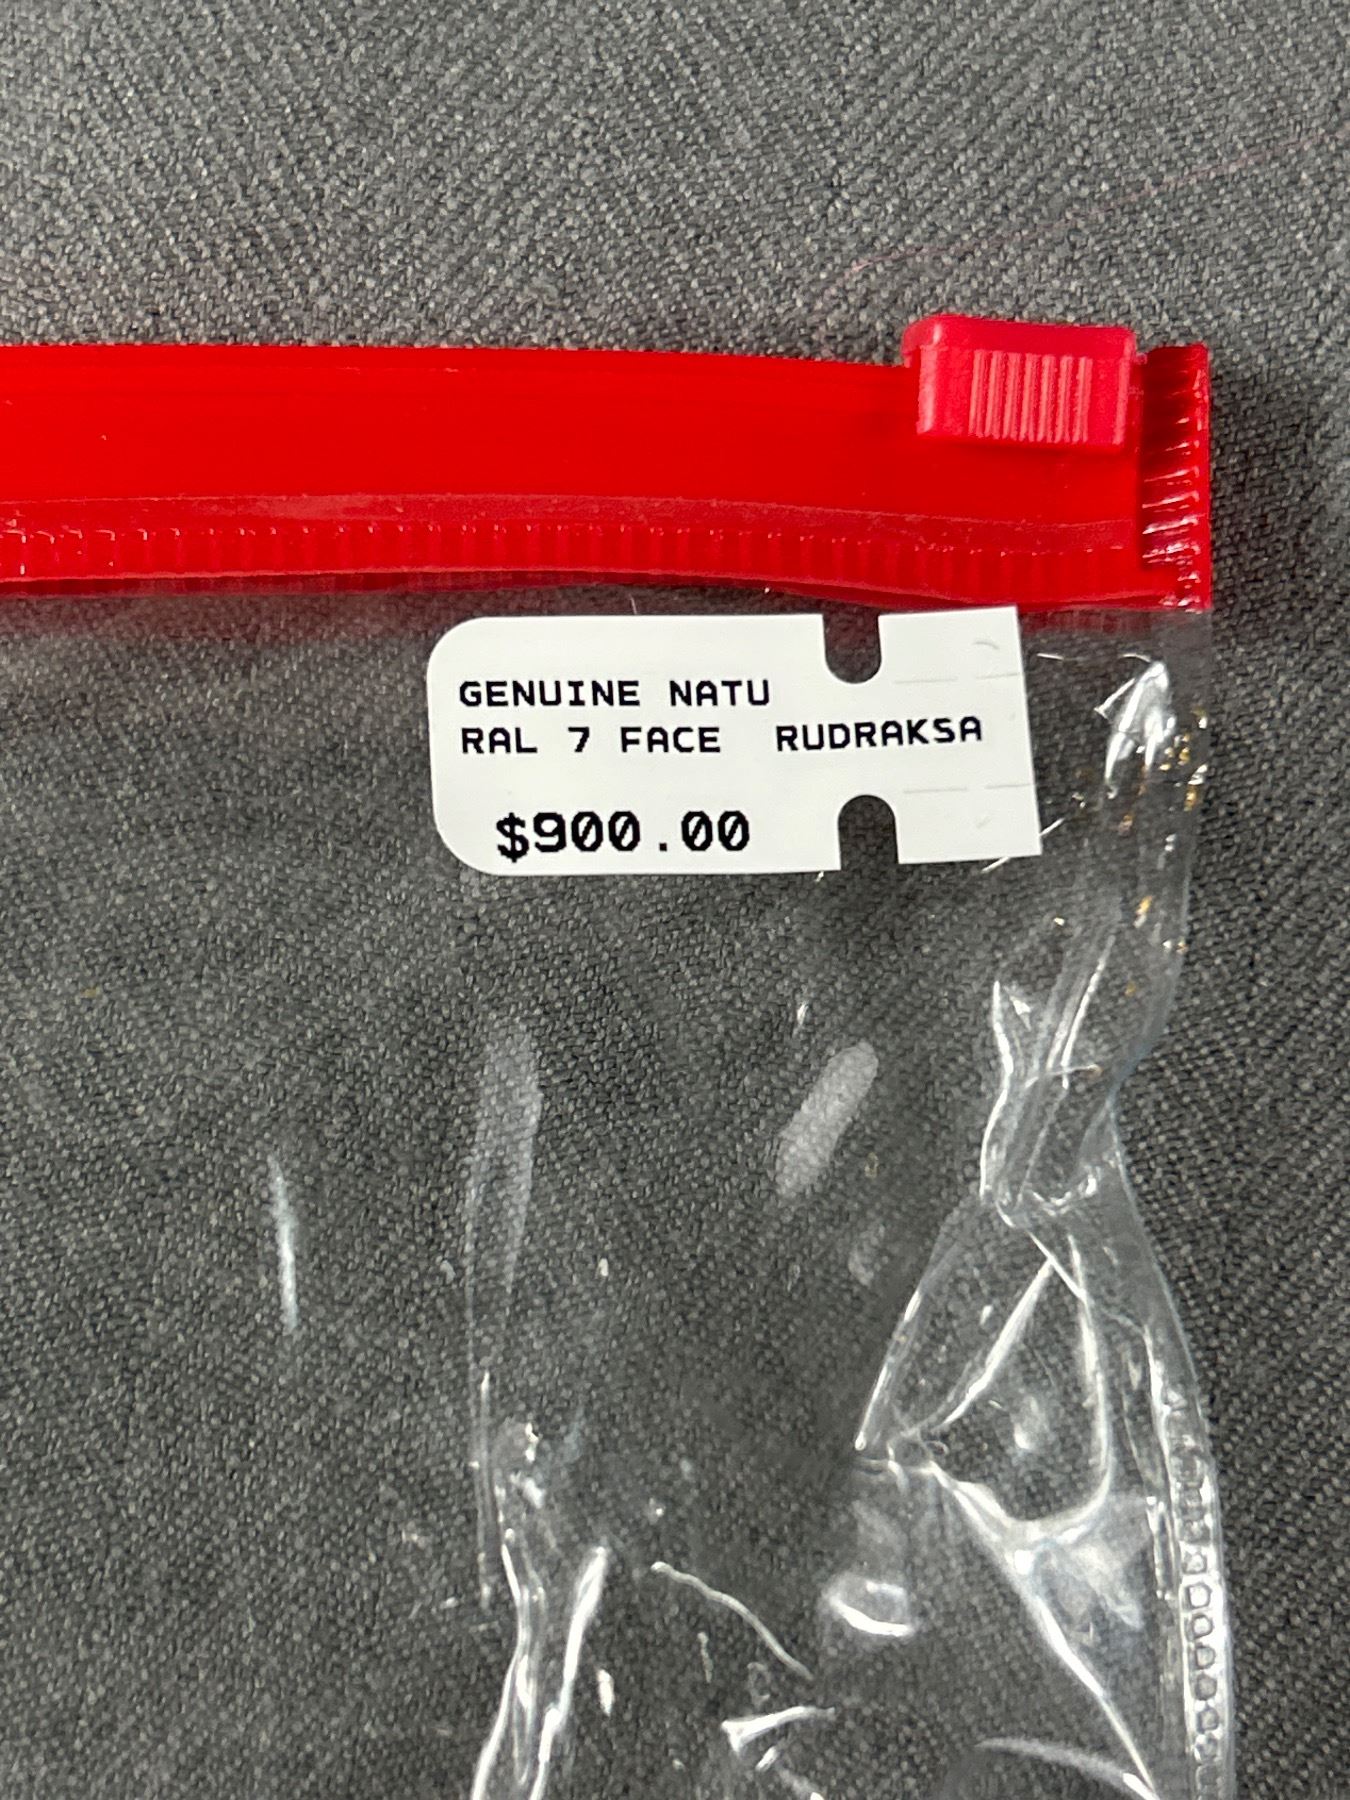 GENUINE NATU
RAL 7 FACE RUDRAKSA
$900.00